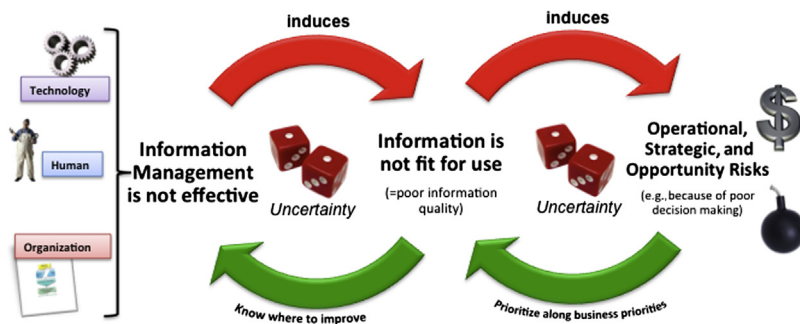 Technology
Human
Organization
Information
Management
is not effective
induces
Uncertainty
Know where to improve
Information is
not fit for use
(=poor information
quality)
induces
Uncertainty
Prioritize along business priorities
Operational,
Strategic, and
Opportunity Risks
(e.g.,because of poor
decision making)
$